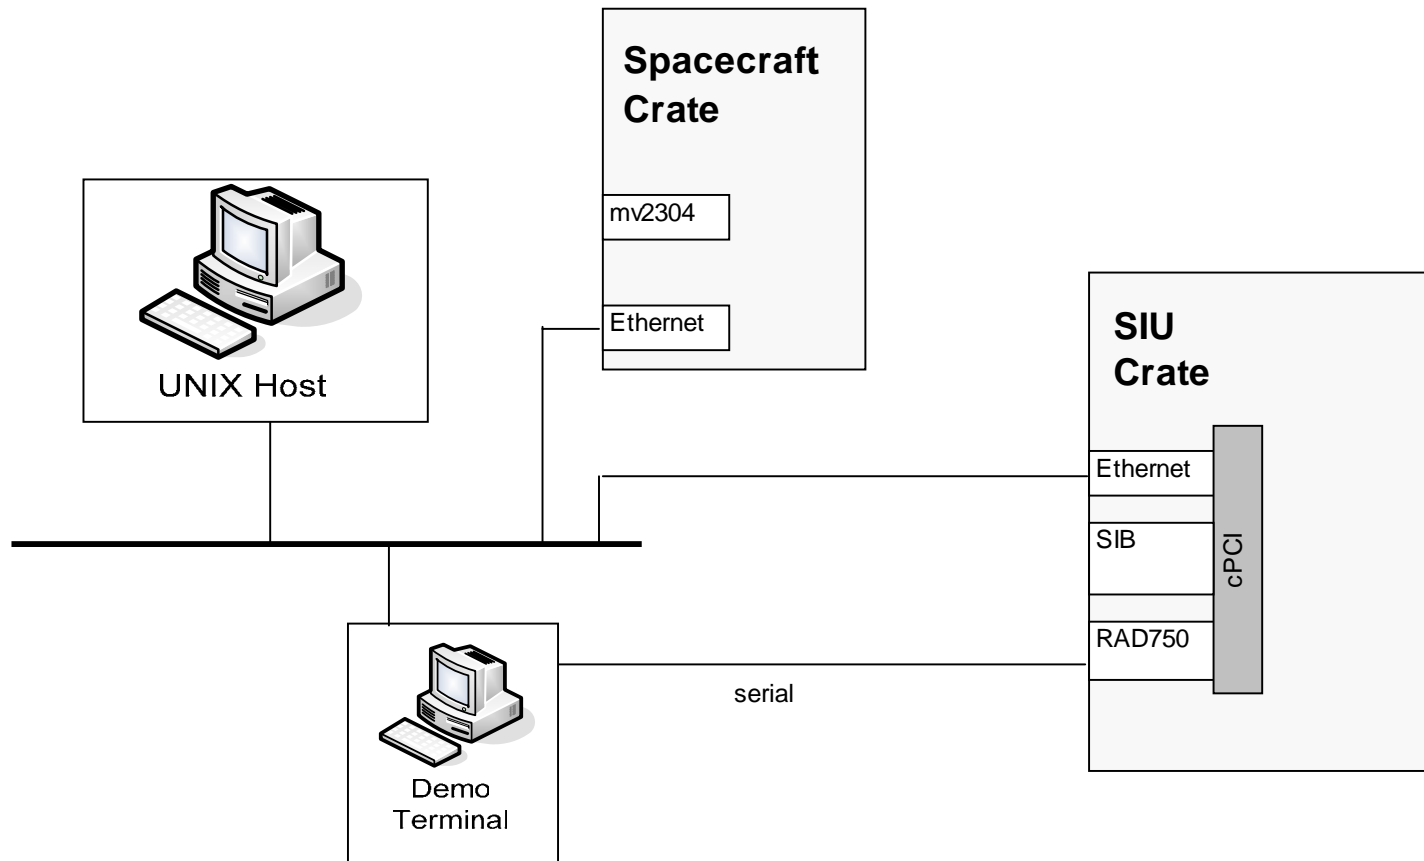 Spacecraft
Crate
mv2304
Ethernet
UNIX Host
SIU
Crate
Ethernet
SIB
RAD750
cPCI
serial
Demo
Terminal